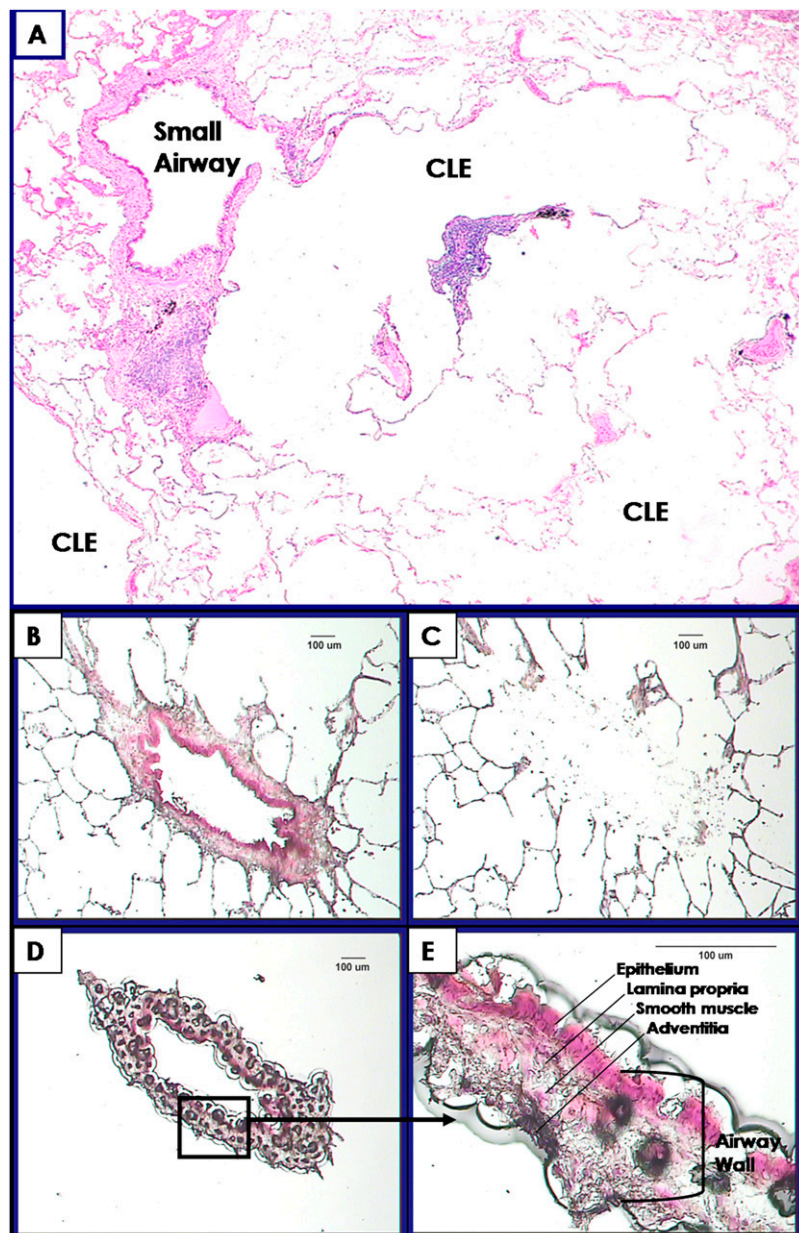 A
Small
Airway
CLE
CLE
CLE
B
100 um
C
100 um
D
100 um
E
100 um
Epithelium
Lamina propria
Smooth muscle
Adventitia
Airway
Wall